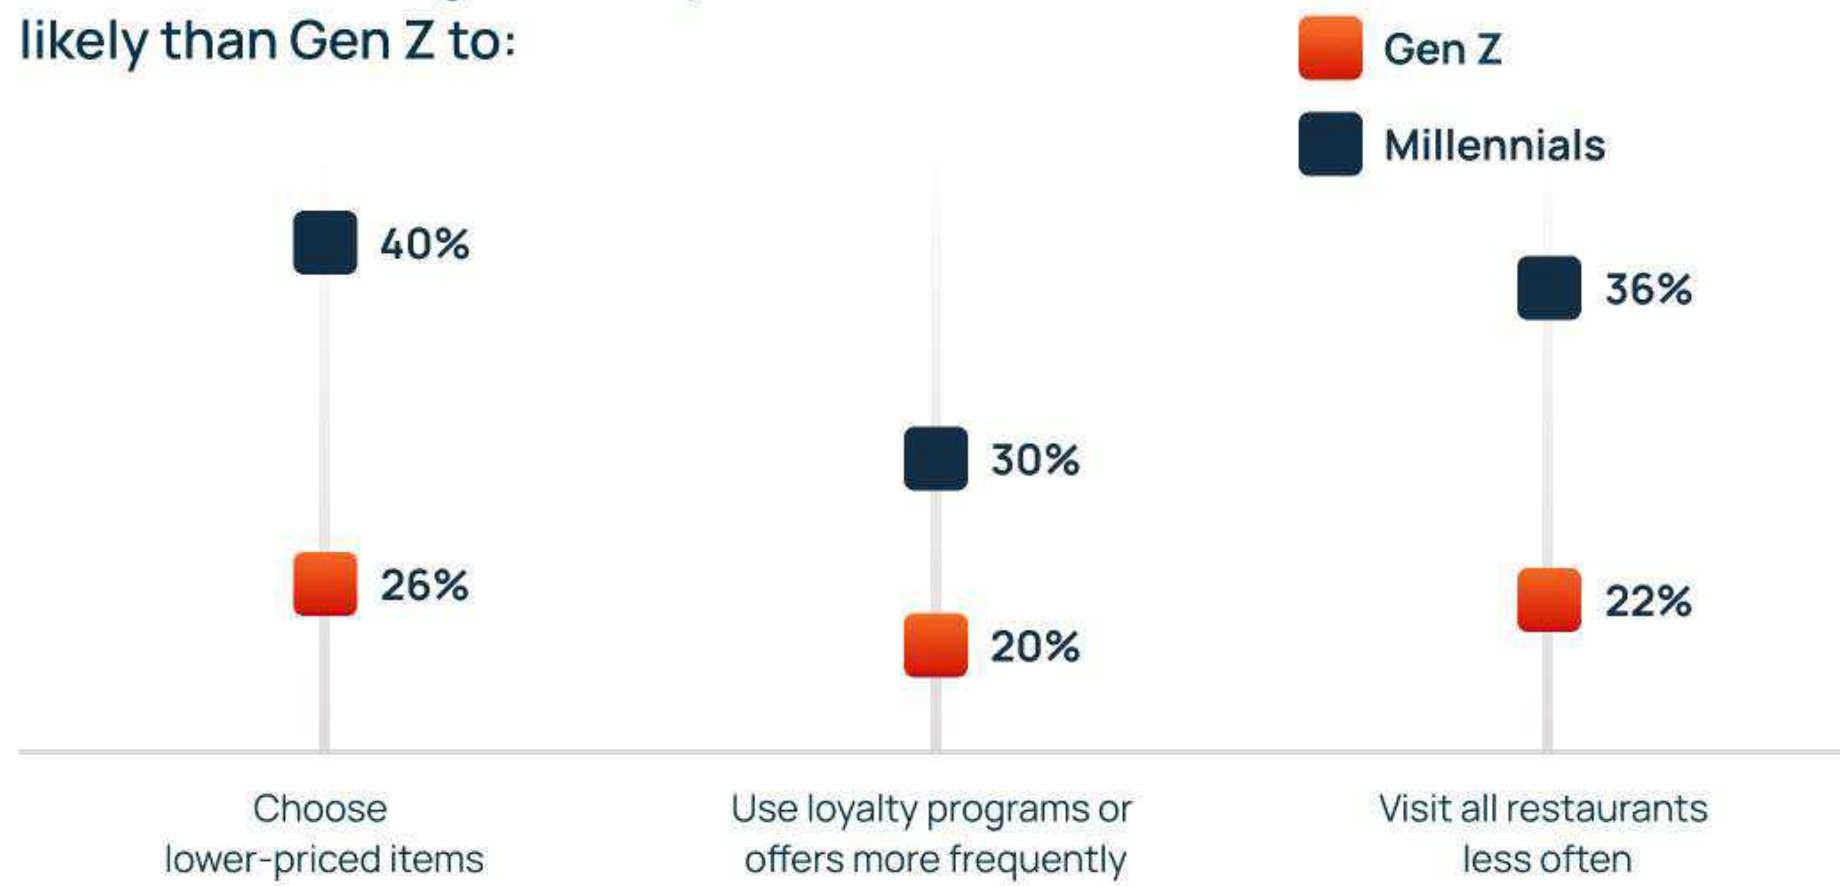 likely than Gen Z to:
Gen Z
Millennials
40%
30%
36%
26%
20%
22%
Choose
lower-priced items
Use loyalty programs or
offers more frequently
Visit all restaurants
less often